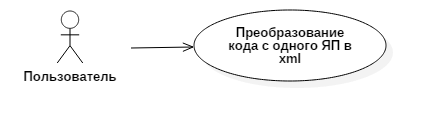 Преобразование
кода с одного ЯП в
xml
Пользователь